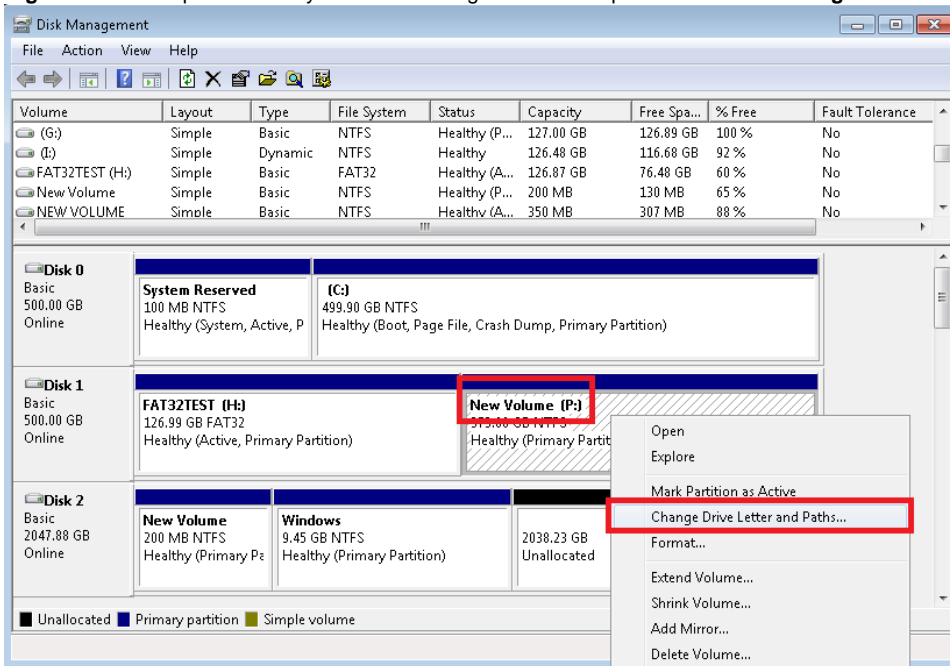 Disk Management
File Action View Help
Volume Layout Type File System Status Capacity Free Spa... % Free Fault Tolerance
(G:) Simple Basic NTFS Healthy (P... 127.00 GB 126.89 GB 100 % No
(I:) Simple Dynamic NTFS Healthy 126.48 GB 116.68 GB 92 % No
FAT32TEST (H:) Simple Basic FAT32 Healthy (A... 126.87 GB 76.48 GB 60 % No
New Volume Simple Basic NTFS Healthy (P... 200 MB 130 MB 65 % No
NEW VOLUME Simple Basic NTFS Healthy (A... 350 MB 307 MB 88 % No
Disk 0
Basic
500.00 GB
Online
System Reserved
100 MB NTFS
Healthy (System, Active, P
(C:)
499.90 GB NTFS
Healthy (Boot, Page File, Crash Dump, Primary Partition)
Disk 1
Basic
500.00 GB
Online
FAT32TEST (H:)
126.99 GB FAT32
Healthy (Active, Primary Partition)
New Volume (P:)
GB NTFS
Healthy (Primary Partit
Disk 2
Basic
2047.88 GB
Online
New Volume
200 MB NTFS
Healthy (Primary Pa
Windows
9.45 GB NTFS
Healthy (Primary Partition)
2038.23 GB
Unallocated
Open
Explore
Mark Partition as Active
Change Drive Letter and Paths...
Format...
Extend Volume...
Shrink Volume...
Add Mirror...
Delete Volume...
Unallocated Primary partition Simple volume